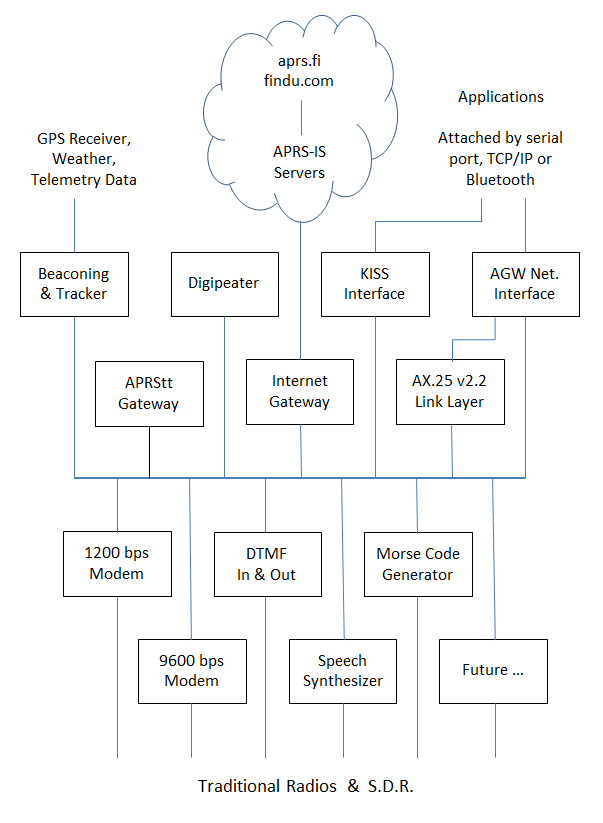 aprs.fi
findu.com
APRS-IS
Servers
Applications
Attached by serial
port, TCP/IP or
Bluetooth
GPS Receiver,
Weather,
Telemetry Data
Beaconing
& Tracker
Digipeater
KISS
Interface
AGW Net.
Interface
APRStt
Gateway
Internet
Gateway
AX.25 v2.2
Link Layer
1200 bps
Modem
DTMF
In & Out
Morse Code
Generator
9600 bps
Modem
Speech
Synthesizer
Future ...
Traditional Radios & S.D.R.